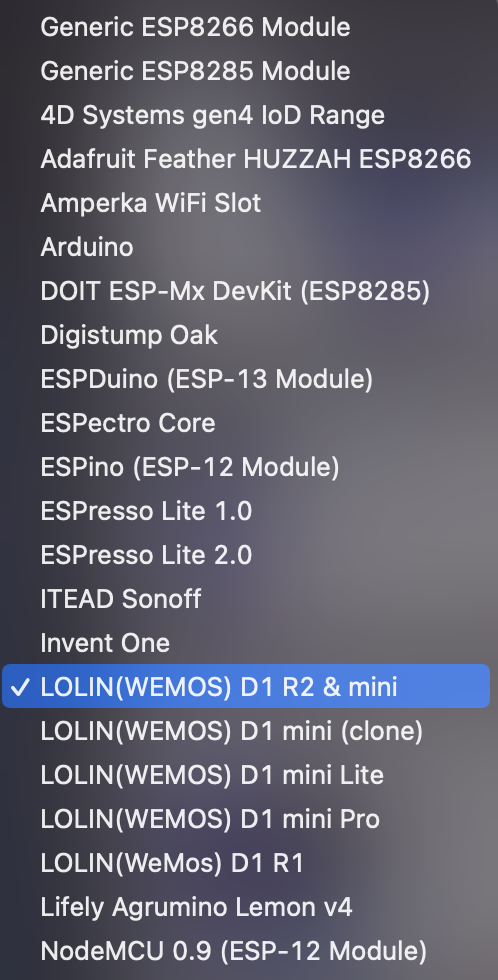 Generic ESP8266 Module
Generic ESP8285 Module
4D Systems gen4 IoD Range
Adafruit Feather HUZZAH ESP8266
Amperka WiFi Slot
Arduino
DOIT ESP-Mx DevKit (ESP8285)
Digistump Oak
ESPDuino (ESP-13 Module)
ESPectro Core
ESPino (ESP-12 Module)
ESPresso Lite 1.0
ESPresso Lite 2.0
ITEAD Sonoff
Invent One
✓ LOLIN(WEMOS) D1 R2 & mini
LOLIN(WEMOS) D1 mini (clone)
LOLIN(WEMOS) D1 mini Lite
LOLIN(WEMOS) D1 mini Pro
LOLIN(WeMos) D1 R1
Lifely Agrumino Lemon v4
NodeMCU 0.9 (ESP-12 Module)